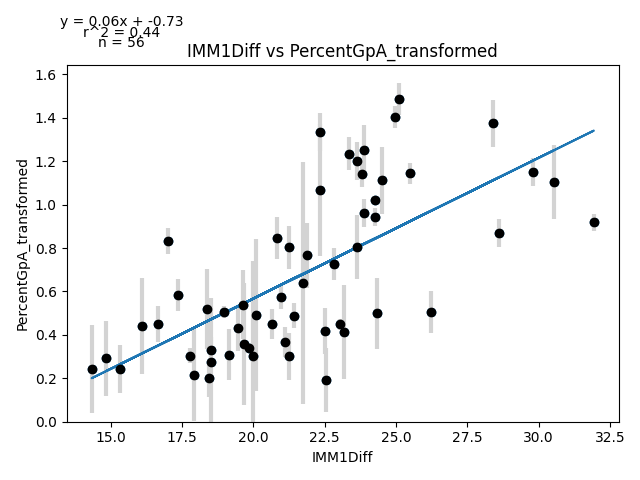 y = 0.06x + -0.73
r^2 = 0.44
n = 56
IMM1Diff vs PercentGpA_transformed
PercentGpA_transformed
1.6
1.4
1.2
1.0
0.8
0.6
0.4
0.2
0.0
15.0 17.5 20.0 22.5 25.0 27.5 30.0 32.5
IMM1Diff